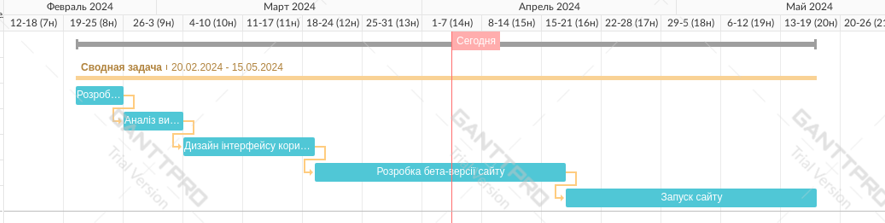 Февраль 2024 Март 2024 Апрель 2024 Май 2024
12-18 (7н) 19-25 (8н) 26-3 (9н) 4-10 (10н) 11-17 (11н) 18-24 (12н) 25-31 (13н) 1-7 (14н) 8-14 (15н) 15-21 (16н) 22-28 (17н) 29-5 (18н) 6-12 (19н) 13-19 (20н) 20-26 (21
Сегодня
Сводная задача 20.02.2024 - 15.05.2024
Розроб...
Аналіз ви...
Дизайн інтерфейсу кори...
Розробка бета-версії сайту
Запуск сайту
GANTTPRO
Trial Version
GANTTPRO
Trial Version
GANTTPRO
Trial Version